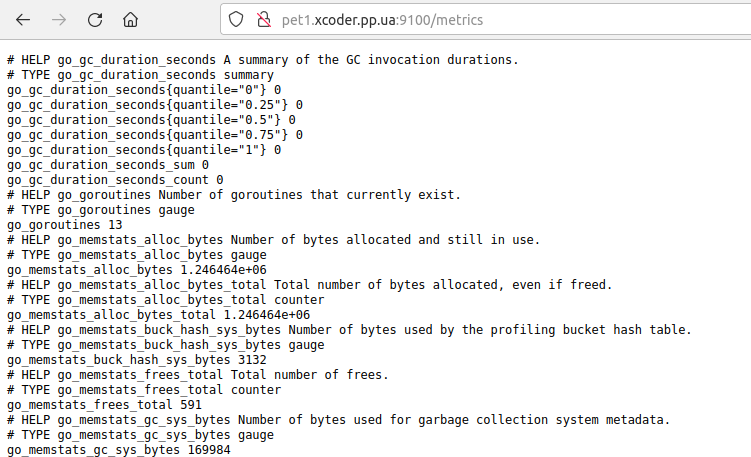 pet1.xcoder.pp.ua:9100/metrics
# HELP go_gc_duration_seconds A summary of the GC invocation durations.
# TYPE go_gc_duration_seconds summary
go_gc_duration_seconds{quantile="0"} 0
go_gc_duration_seconds{quantile="0.25"} 0
go_gc_duration_seconds{quantile="0.5"} 0
go_gc_duration_seconds{quantile="0.75"} 0
go_gc_duration_seconds{quantile="1"} 0
go_gc_duration_seconds_sum 0
go_gc_duration_seconds_count 0
# HELP go_goroutines Number of goroutines that currently exist.
# TYPE go_goroutines gauge
go_goroutines 13
# HELP go_memstats_alloc_bytes Number of bytes allocated and still in use.
# TYPE go_memstats_alloc_bytes gauge
go_memstats_alloc_bytes 1.246464e+06
# HELP go_memstats_alloc_bytes_total Total number of bytes allocated, even if freed.
# TYPE go_memstats_alloc_bytes_total counter
go_memstats_alloc_bytes_total 1.246464e+06
# HELP go_memstats_buck_hash_sys_bytes Number of bytes used by the profiling bucket hash table.
# TYPE go_memstats_buck_hash_sys_bytes gauge
go_memstats_buck_hash_sys_bytes 3132
# HELP go_memstats_frees_total Total number of frees.
# TYPE go_memstats_frees_total counter
go_memstats_frees_total 591
# HELP go_memstats_gc_sys_bytes Number of bytes used for garbage collection system metadata.
# TYPE go_memstats_gc_sys_bytes gauge
go_memstats_gc_sys_bytes 169984